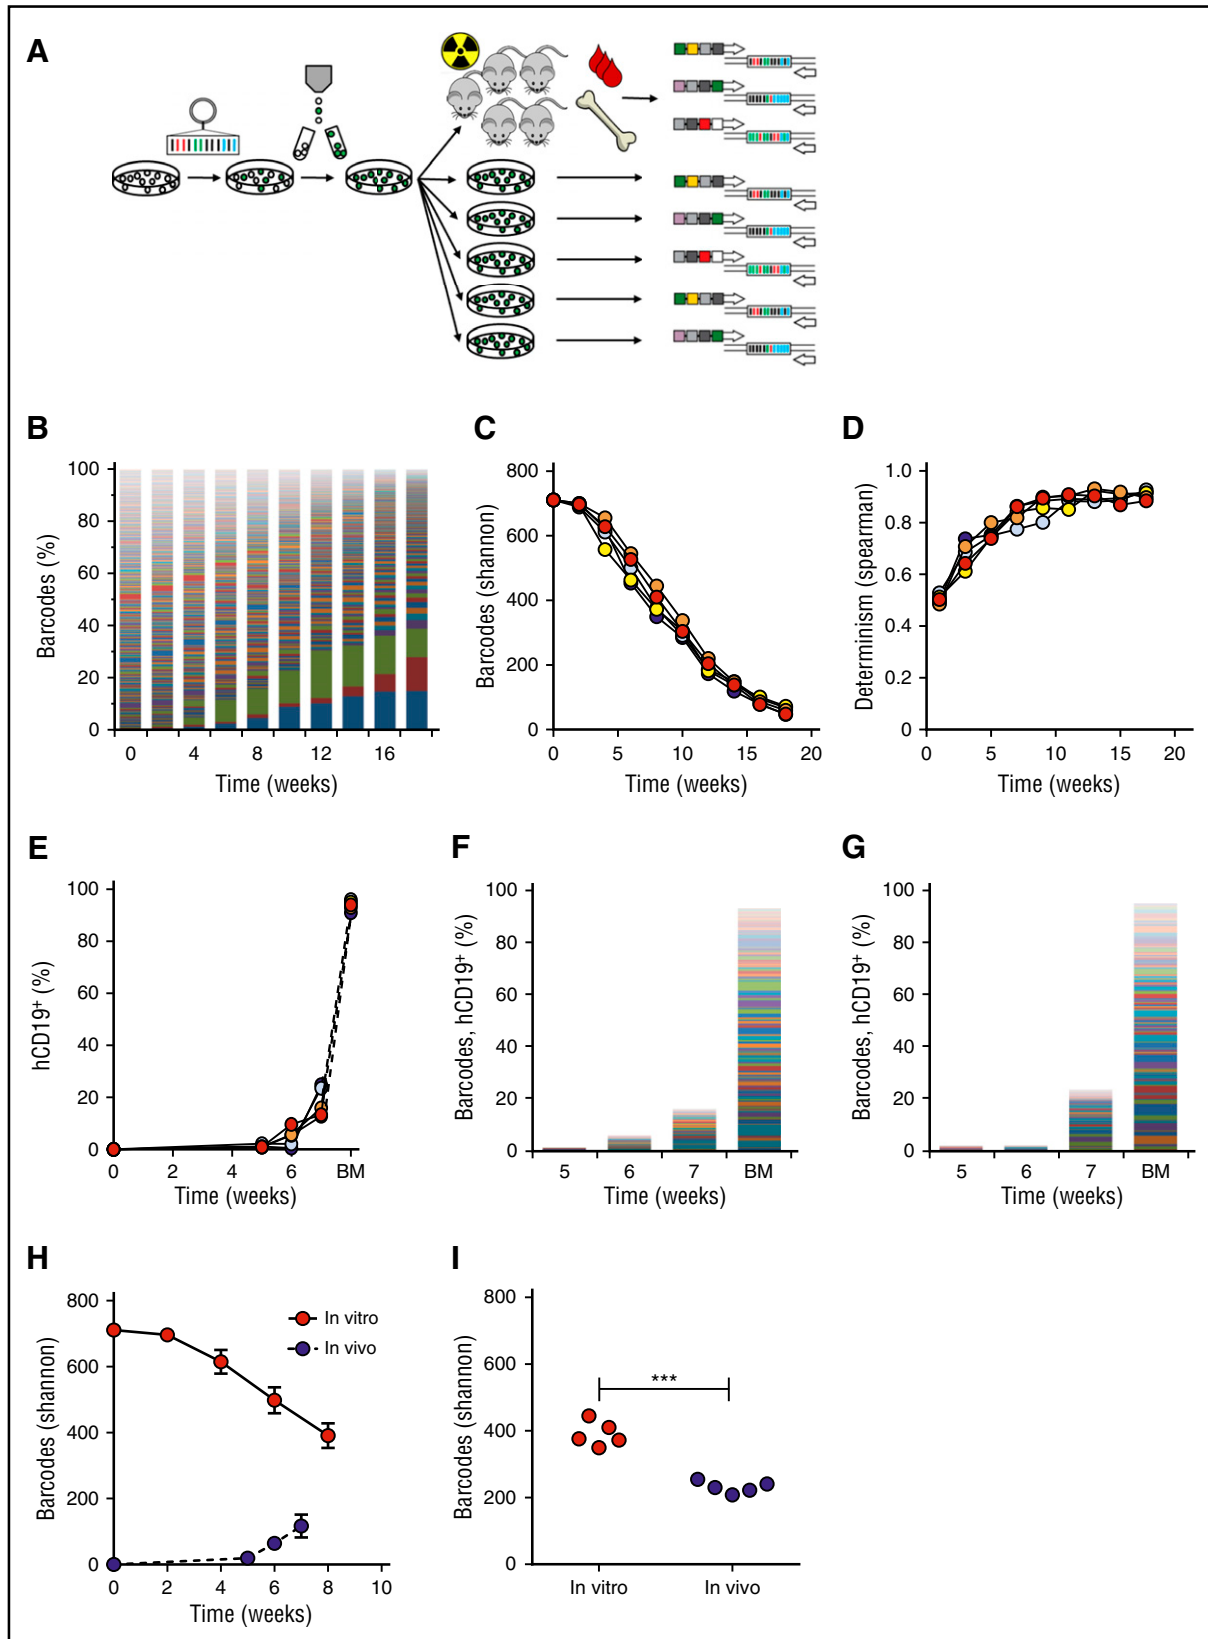 A
B
C
D
100
80
60
40
20
0
Barcodes (%)
0
4
8
12
16
Time (weeks)
800
600
400
200
0
Barcodes (shannon)
0
5
10
15
20
Time (weeks)
1.0
0.8
0.6
0.4
0.2
0
Determinism (spearman)
0
5
10
15
20
Time (weeks)
E
F
G
100
80
60
40
20
0
hCD19⁺ (%)
0
2
4
6
BM
Time (weeks)
100
80
60
40
20
0
Barcodes, hCD19⁺ (%)
5
6
7
BM
Time (weeks)
100
80
60
40
20
0
Barcodes, hCD19⁺ (%)
5
6
7
BM
Time (weeks)
H
I
800
600
400
200
0
Barcodes (shannon)
In vitro
In vivo
0
2
4
6
8
10
Time (weeks)
800
600
400
200
0
Barcodes (shannon)
***
In vitro
In vivo